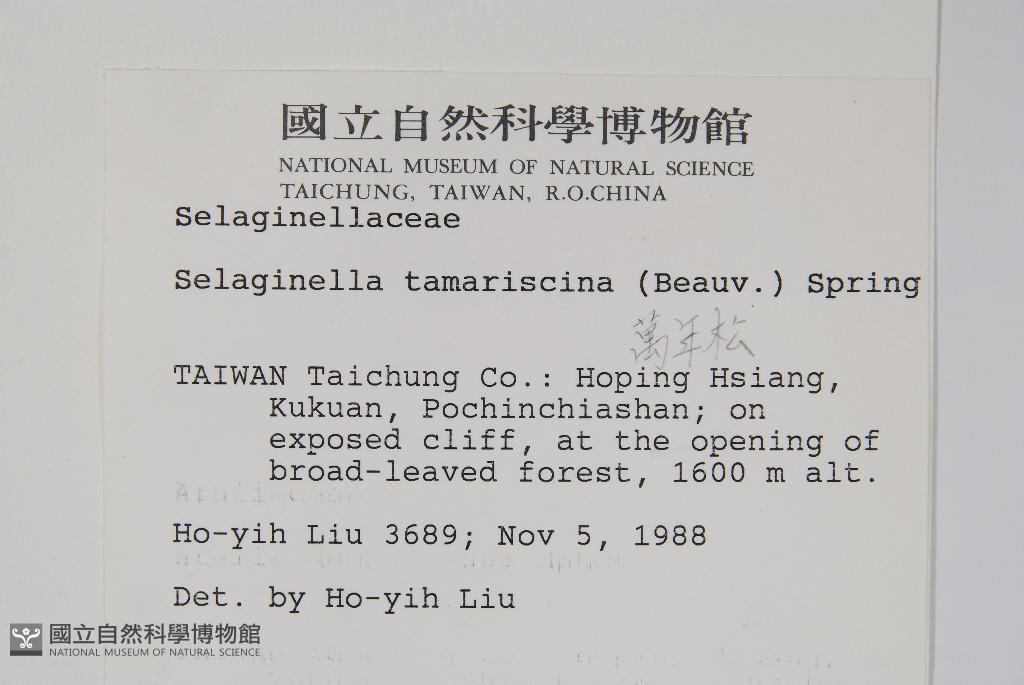 國立自然科學博物館
NATIONAL MUSEUM OF NATURAL SCIENCE
TAICHUNG, TAIWAN, R.O.CHINA
Selaginellaceae
Selaginella tamariscina (Beauv.) Spring
萬年松
TAIWAN Taichung Co.: Hoping Hsiang,
Kukuan, Pochinchiashan; on
exposed cliff, at the opening of
broad-leaved forest, 1600 m alt.
Ho-yih Liu 3689; Nov 5, 1988
Det. by Ho-yih Liu
國立自然科學博物館
NATIONAL MUSEUM OF NATURAL SCIENCE